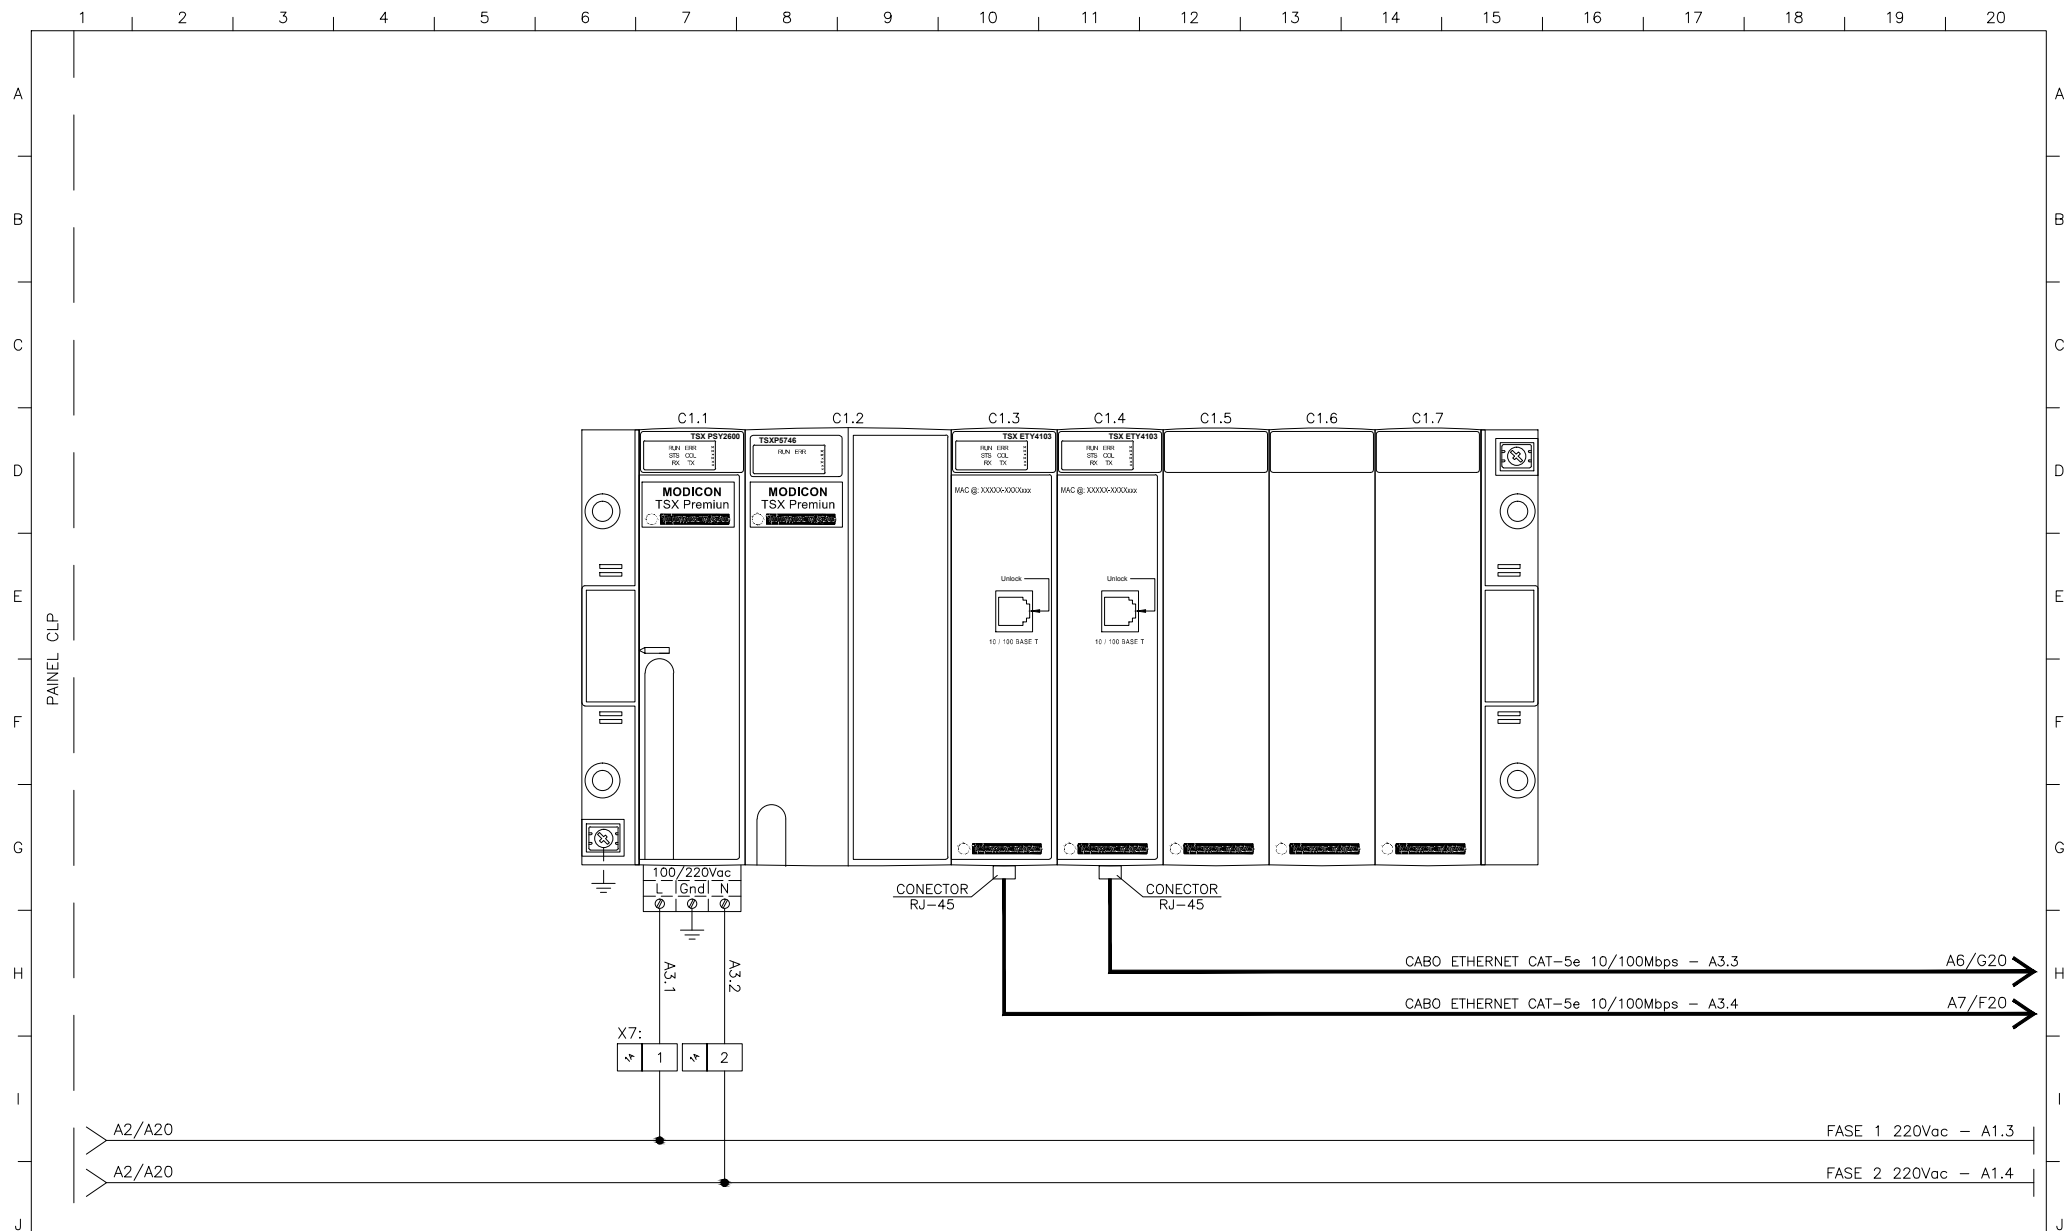 1 2 3 4 5 6 7 8 9 10 11 12 13 14 15 16 17 18 19 20
A A
B B
C C
C1.1 C1.2 C1.3 C1.4 C1.5 C1.6 C1.7
TSX PSY2600 TSXP5746 TSX ETY4103 TSX ETY4103
RUN ERR RUN ERR RUN ERR RUN ERR
STS COL STS COL STS COL
RX TX RX TX RX TX
D D
MODICON MODICON MAC @: XXXXX-XXXXxxx MAC @: XXXXX-XXXXxxx
TSX Premiun TSX Premiun
Unlock Unlock
E E
10 / 100 BASE T 10 / 100 BASE T
PAINEL CLP
F F
G G
100/220Vac
L Gnd N
CONECTOR CONECTOR
RJ-45 RJ-45
CABO ETHERNET CAT-5e 10/100Mbps - A3.3 A6/G20
H H
A3.1 A3.2
CABO ETHERNET CAT-5e 10/100Mbps - A3.4 A7/F20
X7:
1A 1 1A 2
I I
A2/A20 FASE 1 220Vac - A1.3
A2/A20 FASE 2 220Vac - A1.4
J J